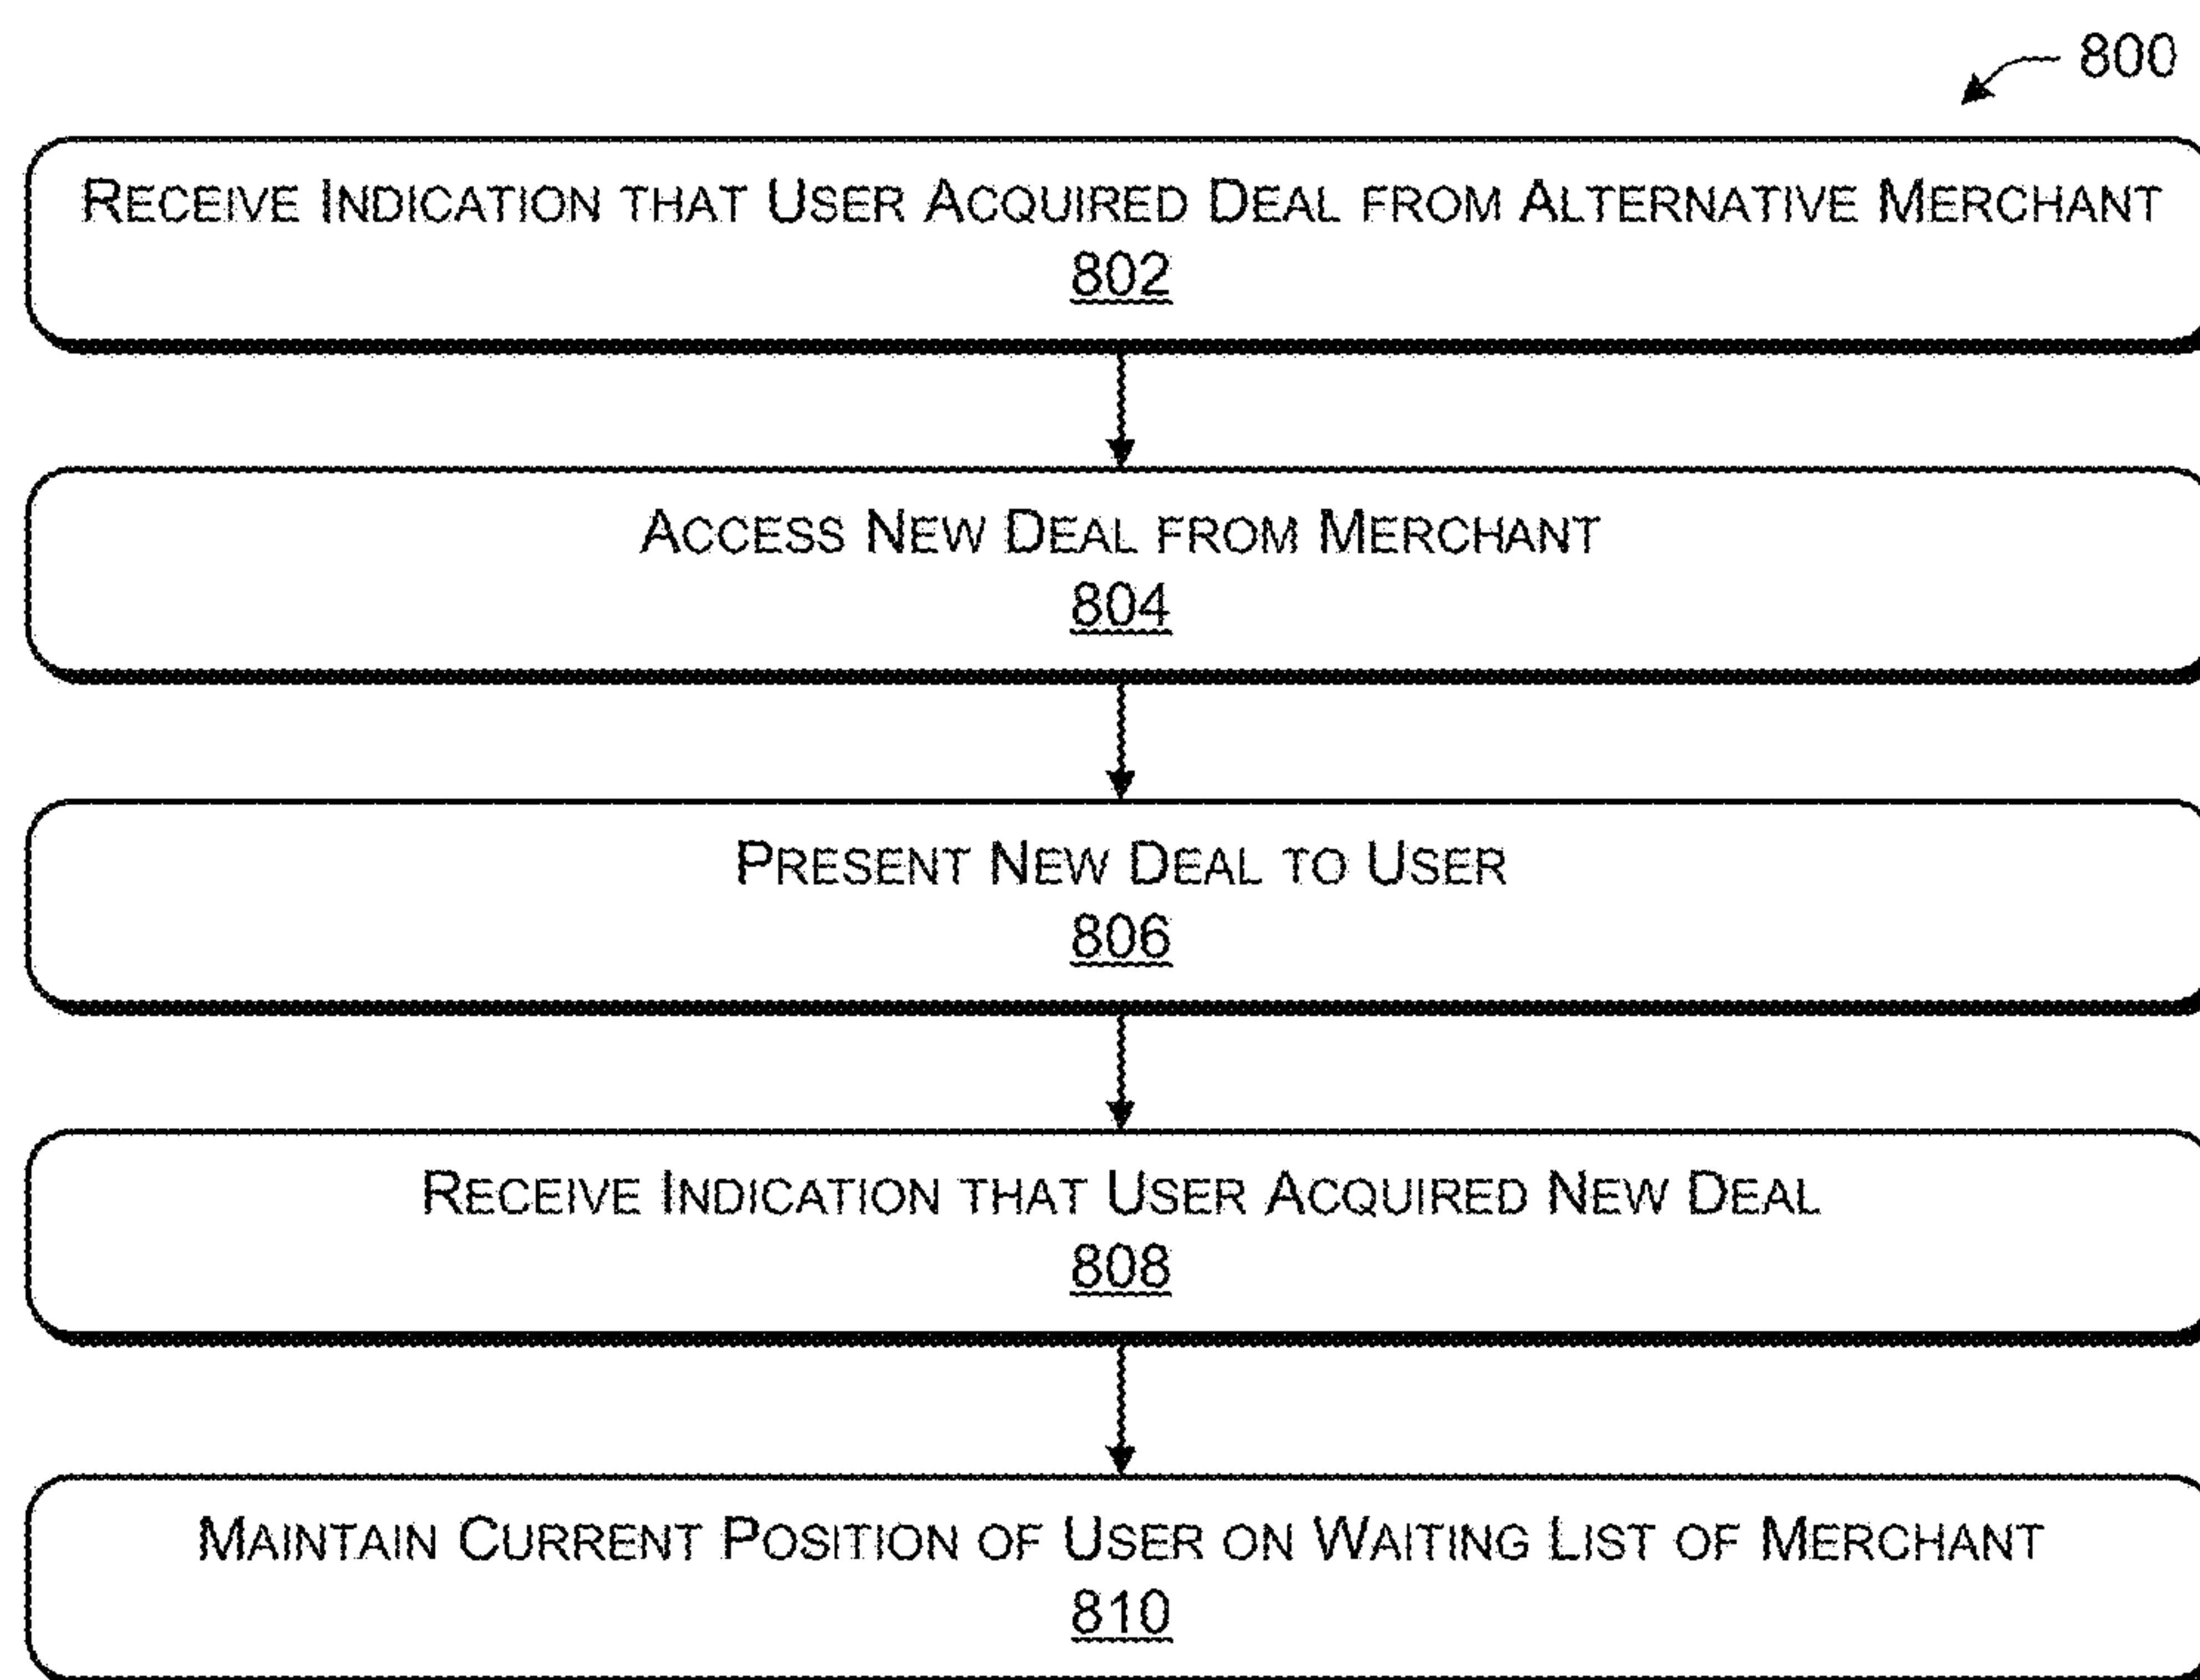 800
RECEIVE INDICATION THAT USER ACQUIRED DEAL FROM ALTERNATIVE MERCHANT
802
ACCESS NEW DEAL FROM MERCHANT
804
PRESENT NEW DEAL TO USER
806
RECEIVE INDICATION THAT USER ACQUIRED NEW DEAL
808
MAINTAIN CURRENT POSITION OF USER ON WAITING LIST OF MERCHANT
810